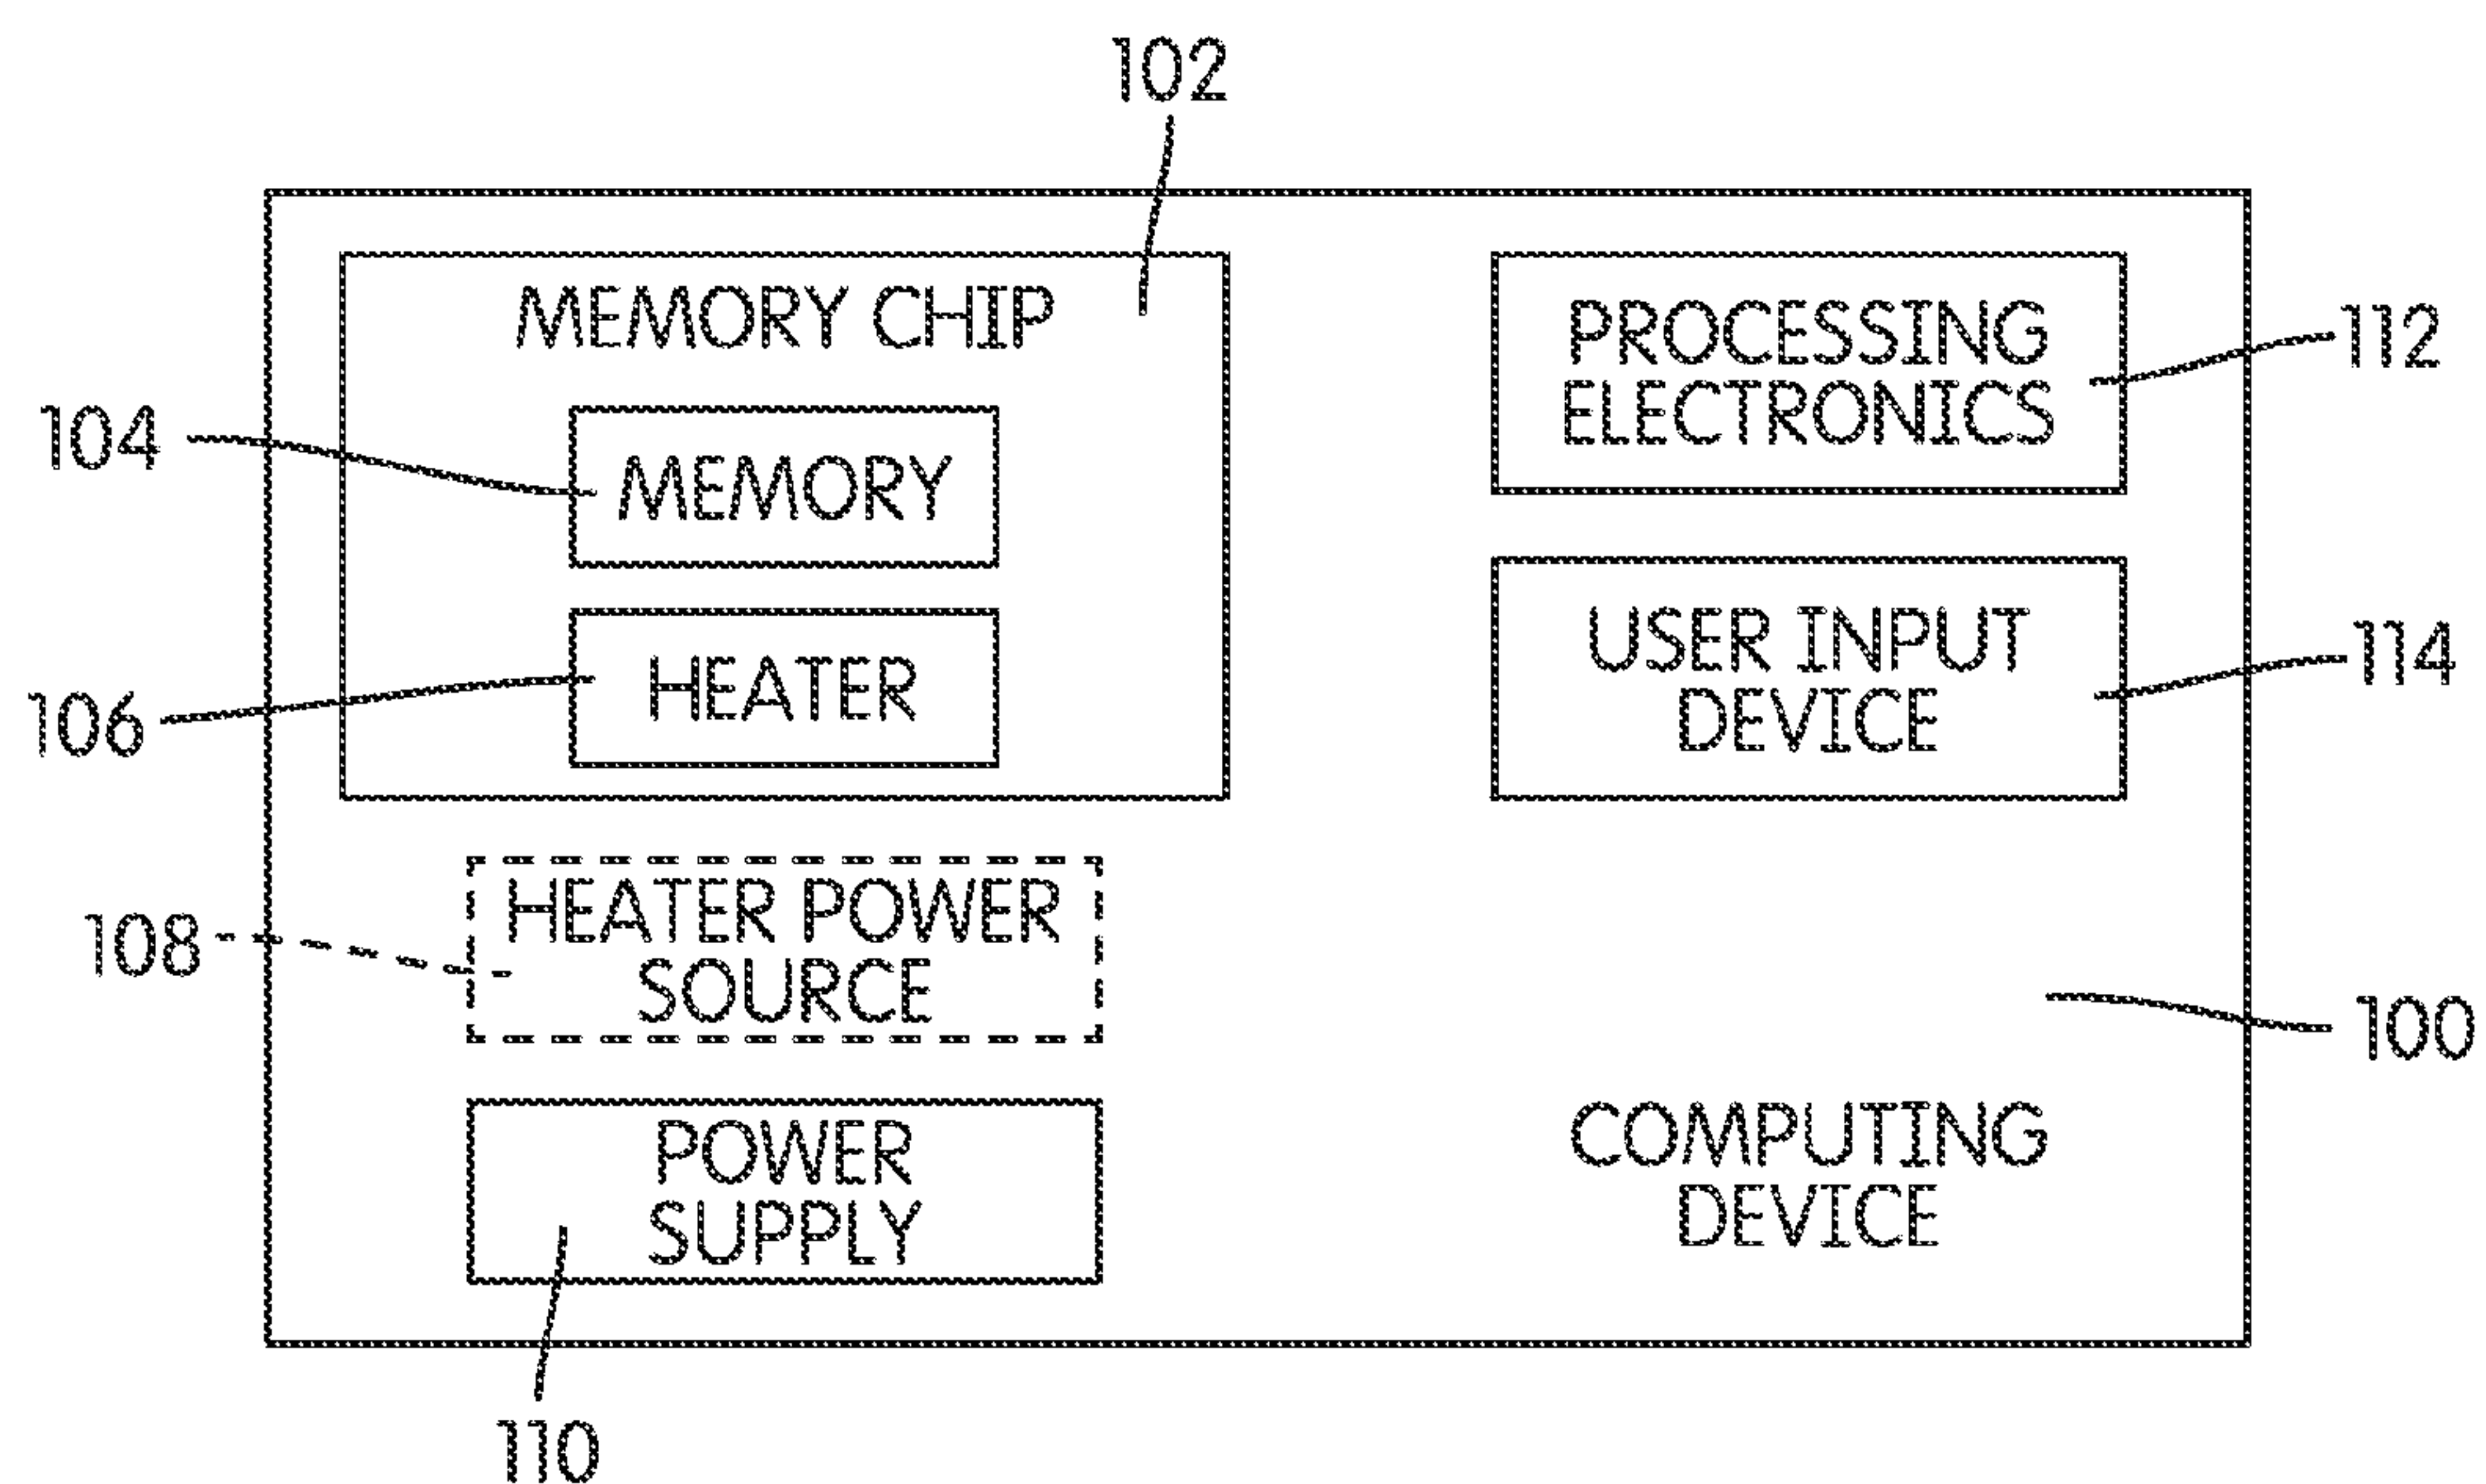 102
MEMORY CHIP
PROCESSING
ELECTRONICS
112
104
MEMORY
USER INPUT
DEVICE
114
106
HEATER
108
HEATER POWER
SOURCE
100
POWER
SUPPLY
COMPUTING
DEVICE
110